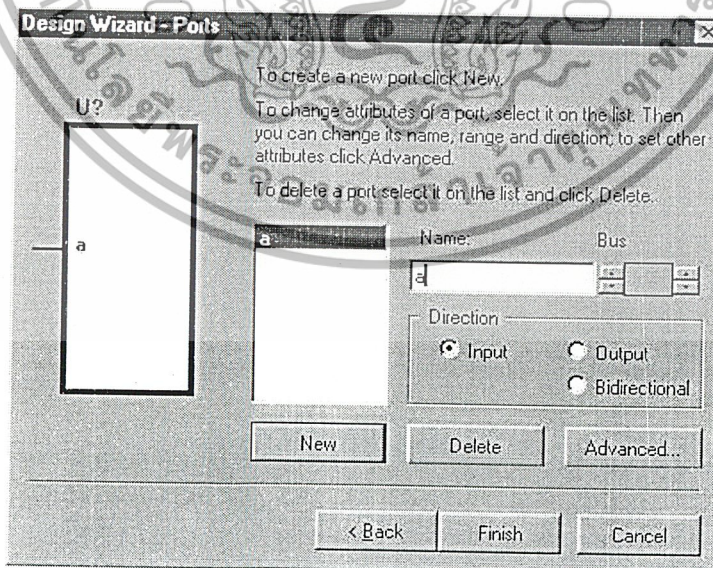 Design Wizard - Ports
To create a new port click New.
To change attributes of a port, select it on the list. Then
you can change its name, range and direction; to set other
attributes click Advanced.
To delete a port select it on the list and click Delete.
U?
a
a
Name:
Bus
a
Direction
Input
Output
Bidirectional
New
Delete
Advanced...
< Back
Finish
Cancel